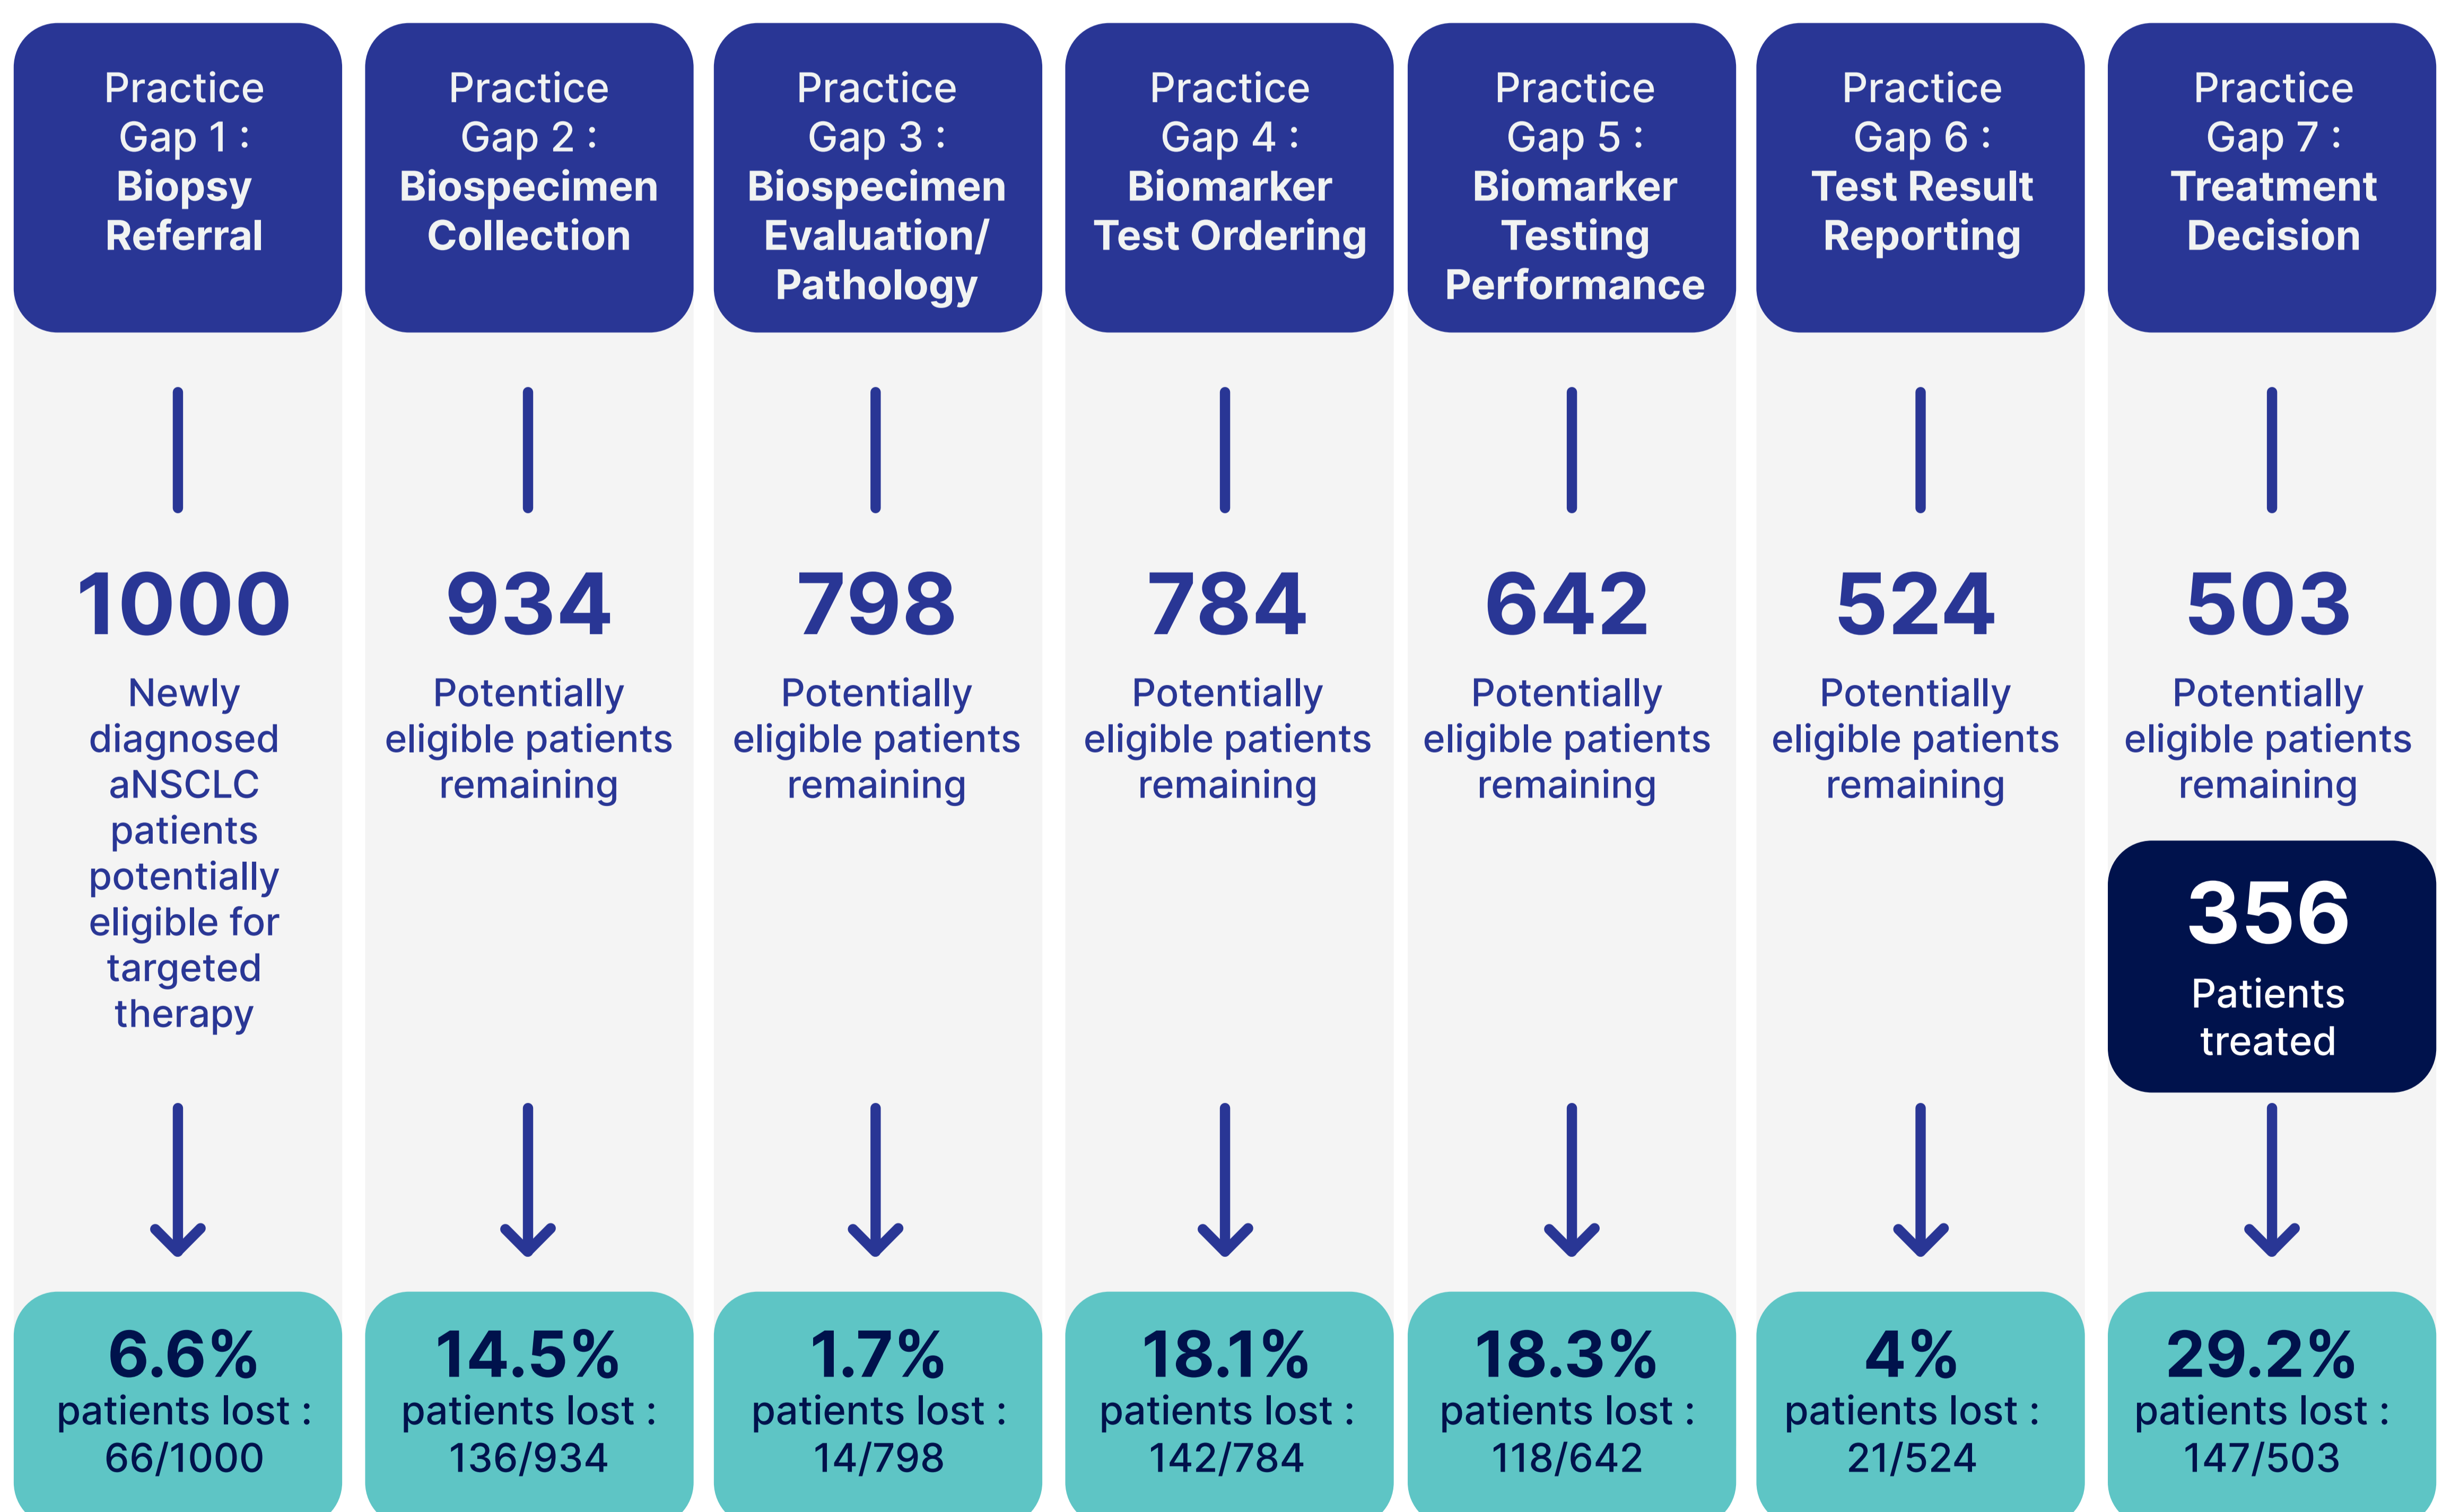 Practice
Gap 1 :
Biopsy
Referral
1000
Newly
diagnosed
aNSCLC
patients
potentially
eligible for
targeted
therapy
6.6%
patients lost :
66/1000
Practice
Gap 2 :
Biospecimen
Collection
934
Potentially
eligible patients
remaining
14.5%
patients lost :
136/934
Practice
Gap 3 :
Biospecimen
Evaluation/
Pathology
798
Potentially
eligible patients
remaining
1.7%
patients lost :
14/798
Practice
Gap 4 :
Biomarker
Test Ordering
784
Potentially
eligible patients
remaining
18.1%
patients lost :
142/784
Practice
Gap 5 :
Biomarker
Testing
Performance
642
Potentially
eligible patients
remaining
18.3%
patients lost :
118/642
Practice
Gap 6 :
Test Result
Reporting
524
Potentially
eligible patients
remaining
4%
patients lost :
21/524
Practice
Gap 7 :
Treatment
Decision
503
Potentially
eligible patients
remaining
356
Patients
treated
29.2%
patients lost :
147/503